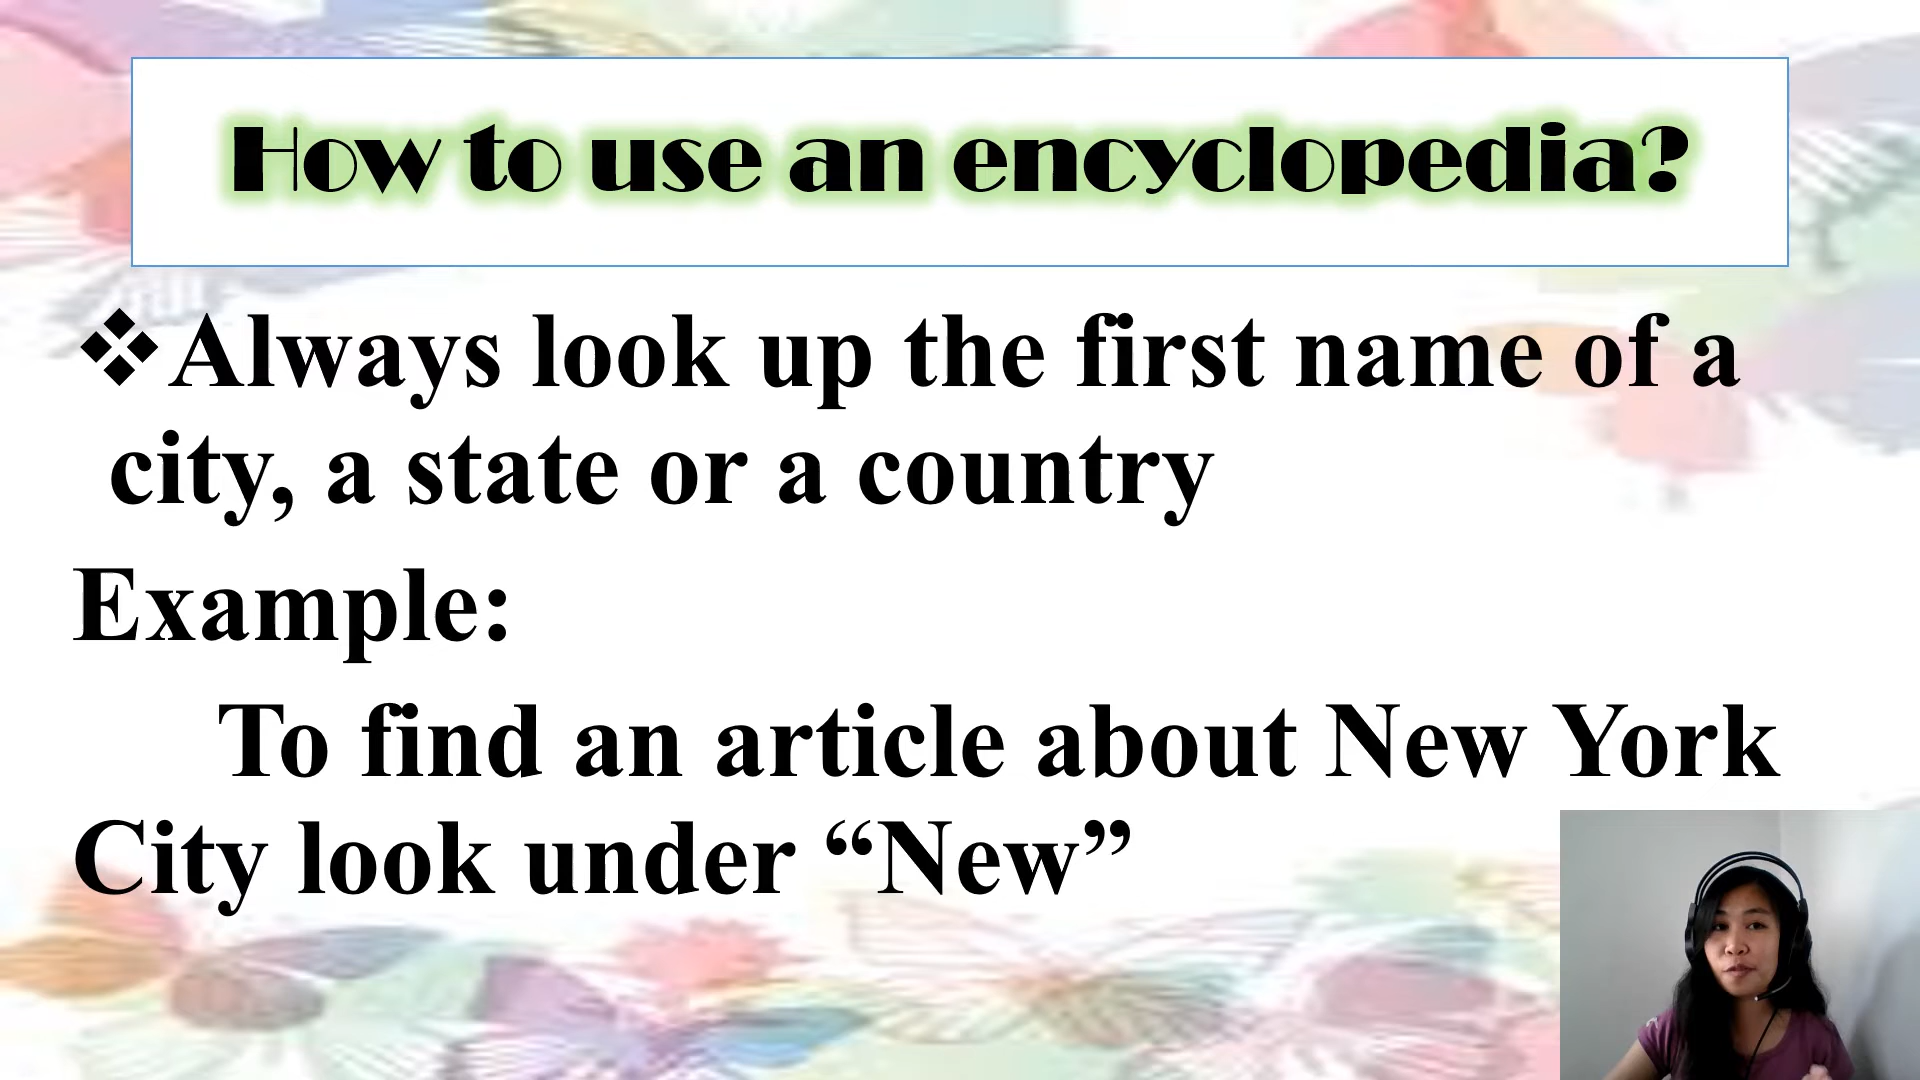 How to use an encyclopedia?
❖Always look up the first name of a
city, a state or a country
Example:
To find an article about New York
City look under “New”